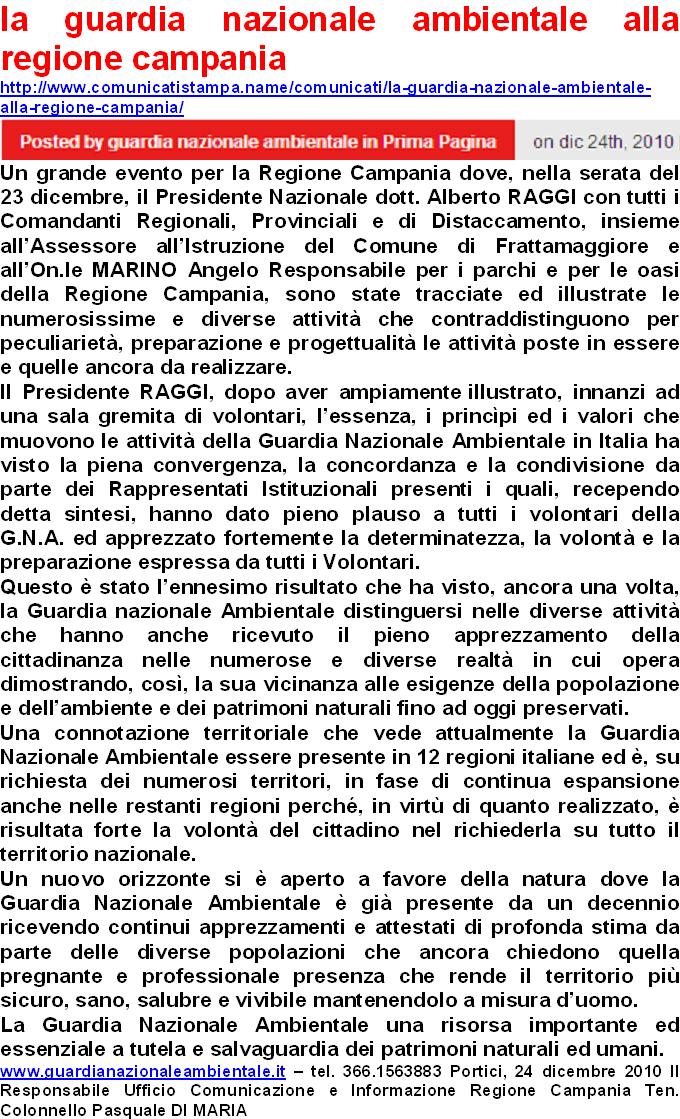 la guardia nazionale ambientale alla
regione campania
http://www.comunicatistampa.name/comunicati/la-guardia-nazionale-ambientale-
alla-regione-campania/
Posted by guardia nazionale ambientale in Prima Pagina on dic 24th, 2010
Un grande evento per la Regione Campania dove, nella serata del
23 dicembre, il Presidente Nazionale dott. Alberto RAGGI con tutti i
Comandanti Regionali, Provinciali e di Distaccamento, insieme
all'Assessore all'Istruzione del Comune di Frattamaggiore e
all'On.le MARINO Angelo Responsabile per i parchi e per le oasi
della Regione Campania, sono state tracciate ed illustrate le
numerosissime e diverse attività che contraddistinguono per
peculiarietà, preparazione e progettualità le attività poste in essere
e quelle ancora da realizzare.
Il Presidente RAGGI, dopo aver ampiamente illustrato, innanzi ad
una sala gremita di volontari, l'essenza, i princìpi ed i valori che
muovono le attività della Guardia Nazionale Ambientale in Italia ha
visto la piena convergenza, la concordanza e la condivisione da
parte dei Rappresentati Istituzionali presenti i quali, recependo
detta sintesi, hanno dato pieno plauso a tutti i volontari della
G.N.A. ed apprezzato fortemente la determinatezza, la volontà e la
preparazione espressa da tutti i Volontari.
Questo è stato l'ennesimo risultato che ha visto, ancora una volta,
la Guardia nazionale Ambientale distinguersi nelle diverse attività
che hanno anche ricevuto il pieno apprezzamento della
cittadinanza nelle numerose e diverse realtà in cui opera
dimostrando, così, la sua vicinanza alle esigenze della popolazione
e dell'ambiente e dei patrimoni naturali fino ad oggi preservati.
Una connotazione territoriale che vede attualmente la Guardia
Nazionale Ambientale essere presente in 12 regioni italiane ed è, su
richiesta dei numerosi territori, in fase di continua espansione
anche nelle restanti regioni perché, in virtù di quanto realizzato, è
risultata forte la volontà del cittadino nel richiederla su tutto il
territorio nazionale.
Un nuovo orizzonte si è aperto a favore della natura dove la
Guardia Nazionale Ambientale è già presente da un decennio
ricevendo continui apprezzamenti e attestati di profonda stima da
parte delle diverse popolazioni che ancora chiedono quella
pregnante e professionale presenza che rende il territorio più
sicuro, sano, salubre e vivibile mantenendolo a misura d'uomo.
La Guardia Nazionale Ambientale una risorsa importante ed
essenziale a tutela e salvaguardia dei patrimoni naturali ed umani.
www.guardianazionaleambientale.it – tel. 366.1563883 Portici, 24 dicembre 2010 Il
Responsabile Ufficio Comunicazione e Informazione Regione Campania Ten.
Colonnello Pasquale DI MARIA